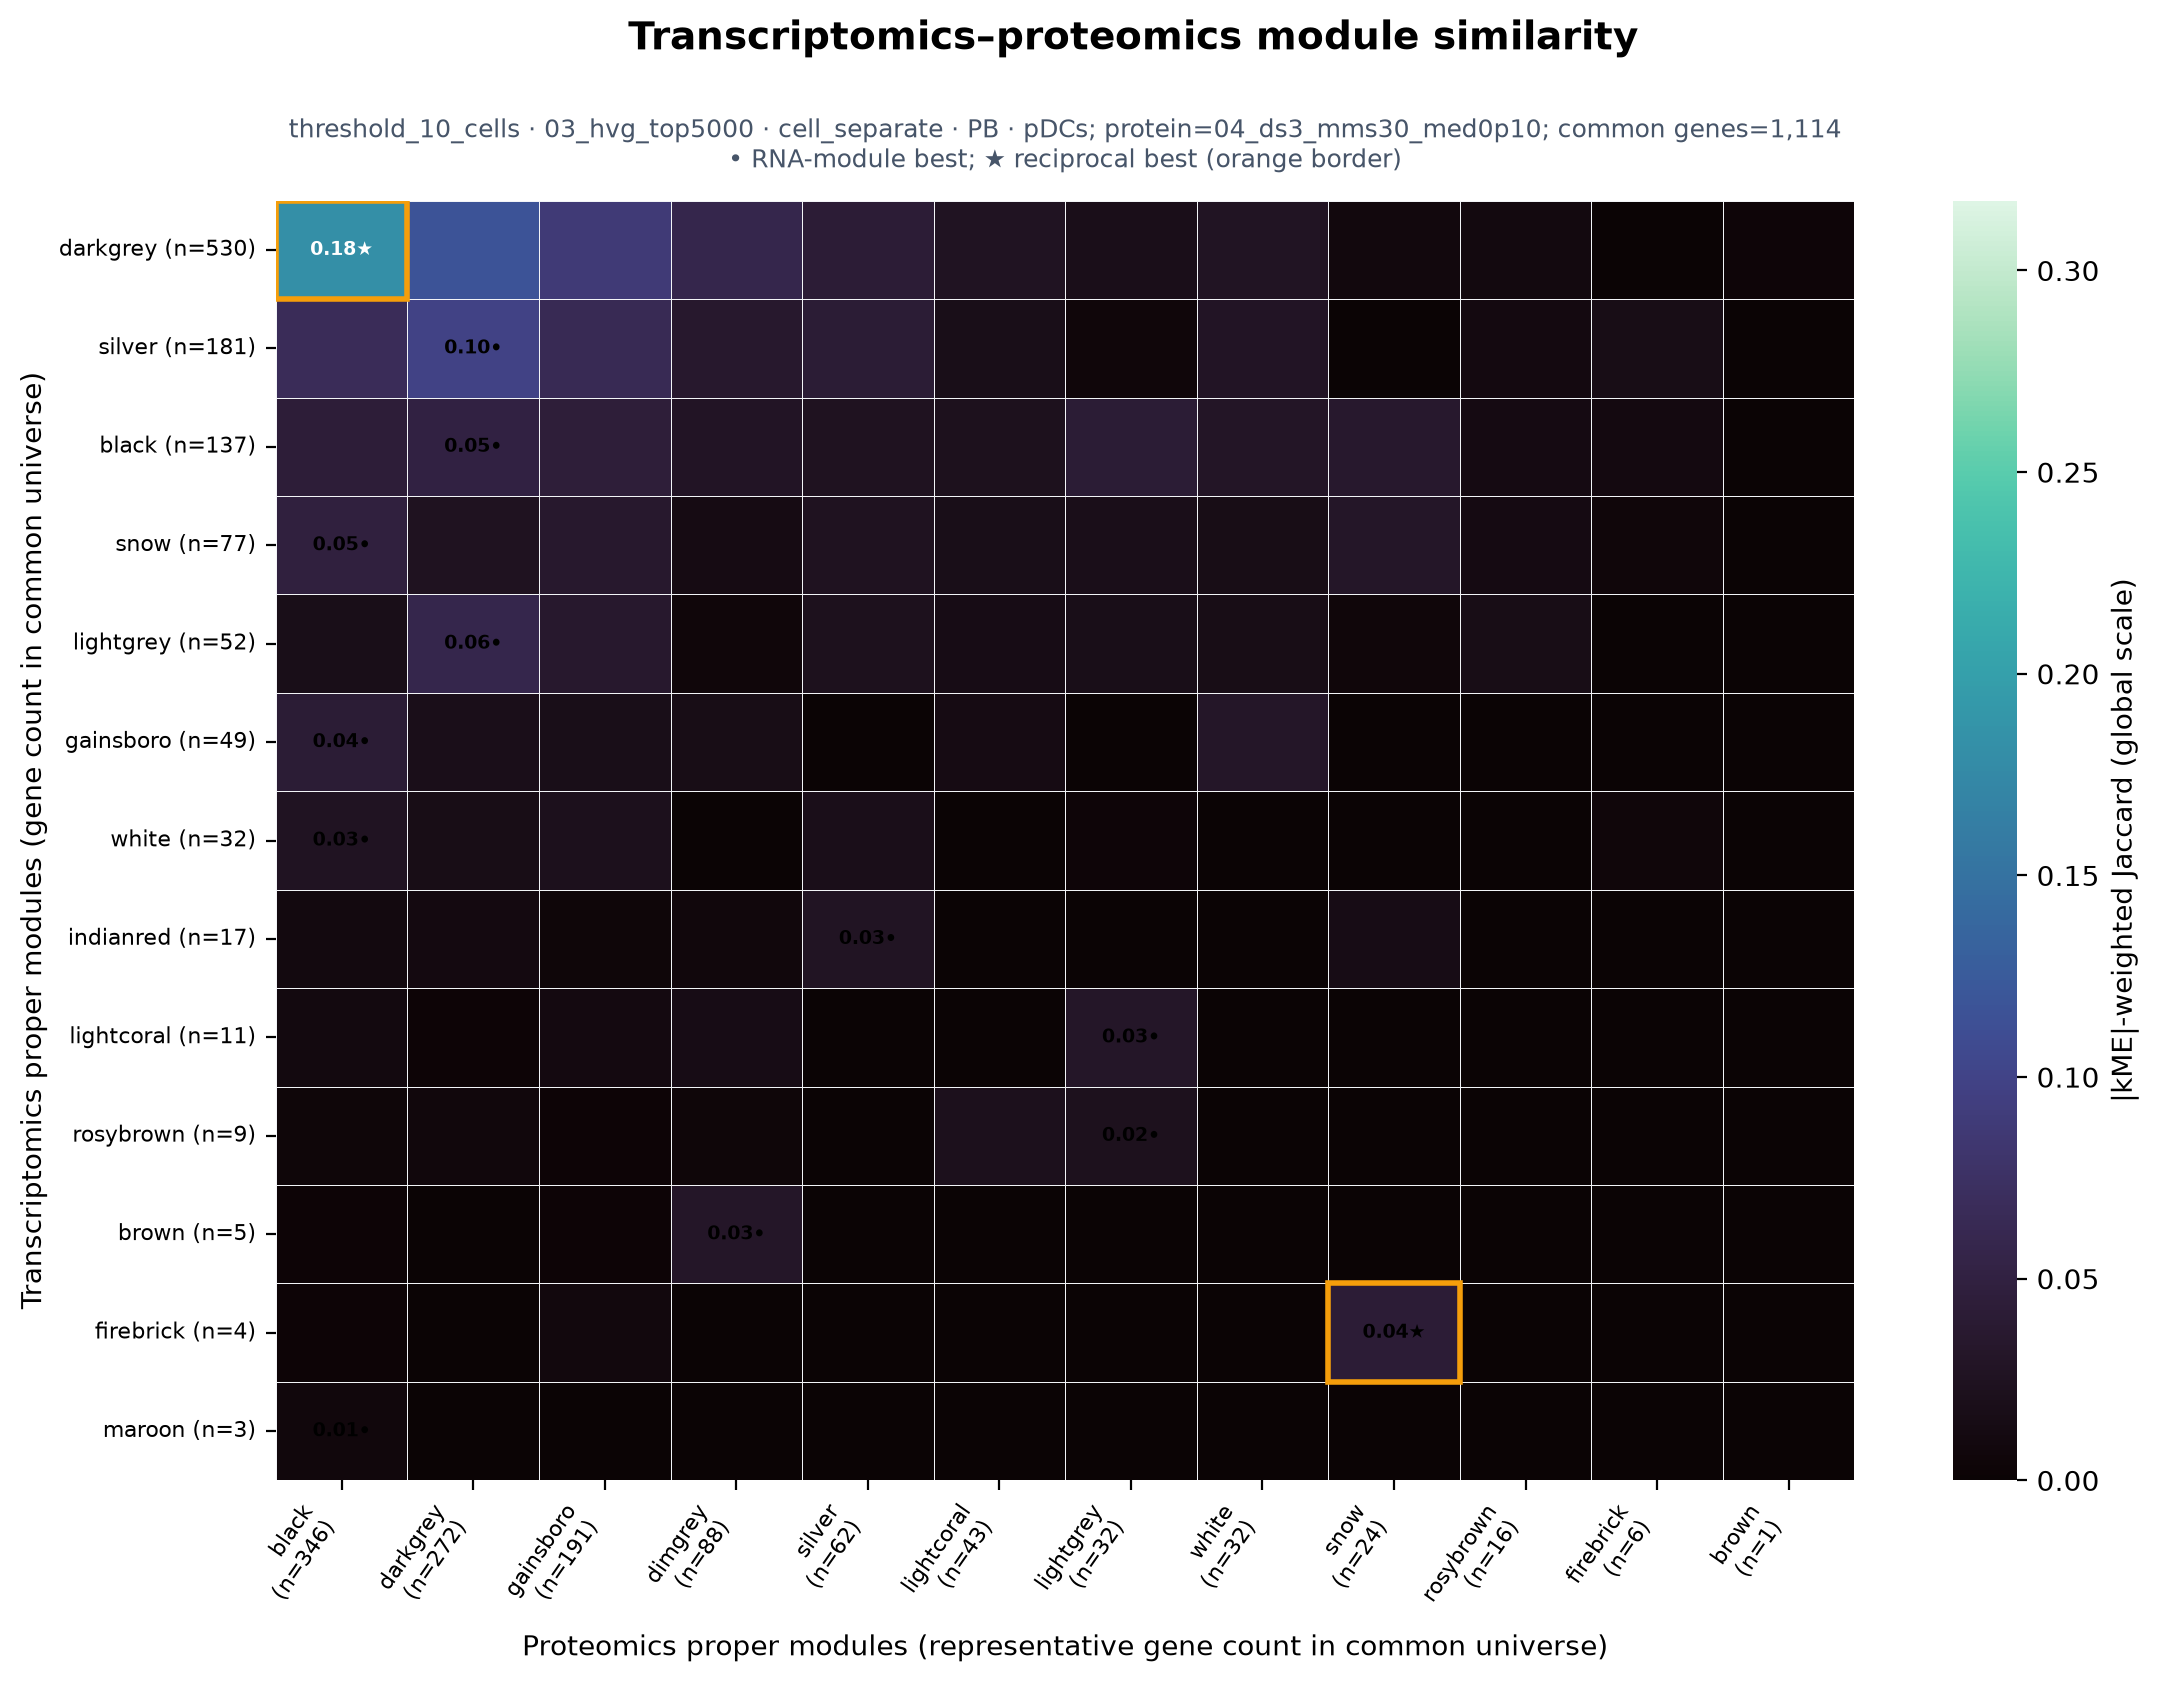 Transcriptomics–proteomics module similarity
threshold_10_cells · 03_hvg_top5000 · cell_separate · PB · pDCs; protein=04_ds3_mms30_med0p10; common genes=1,114
• RNA-module best; ★ reciprocal best (orange border)
Transcriptomics proper modules (gene count in common universe)
darkgrey (n=530)
0.18★
silver (n=181)
0.10•
black (n=137)
0.05•
snow (n=77)
0.05•
lightgrey (n=52)
0.06•
gainsboro (n=49)
0.04•
white (n=32)
0.03•
indianred (n=17)
0.03•
lightcoral (n=11)
0.03•
rosybrown (n=9)
0.02•
brown (n=5)
0.03•
firebrick (n=4)
0.04★
maroon (n=3)
0.01•
black
(n=346)
darkgrey
(n=272)
gainsboro
(n=191)
dimgrey
(n=88)
silver
(n=62)
lightcoral
(n=43)
lightgrey
(n=32)
white
(n=32)
snow
(n=24)
rosybrown
(n=16)
firebrick
(n=6)
brown
(n=1)
Proteomics proper modules (representative gene count in common universe)
0.30
0.25
0.20
0.15
0.10
0.05
0.00
|kME|-weighted Jaccard (global scale)